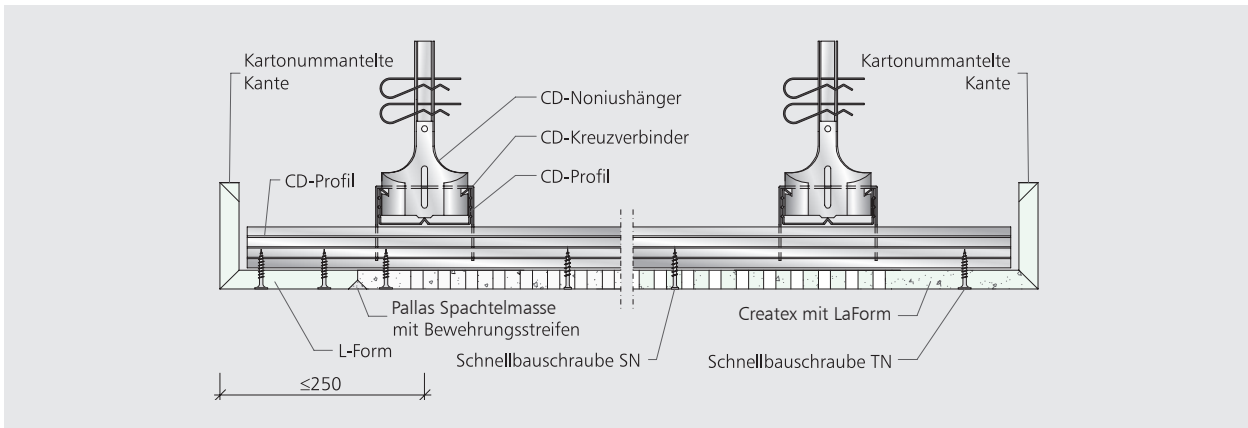 Kartonummantelte
Kante
Kartonummantelte
Kante
CD-Noniushänger
CD-Kreuzverbinder
CD-Profil
CD-Profil
Pallas Spachtelmasse
mit Bewehrungsstreifen
Createx mit LaForm
L-Form
Schnellbauschraube SN
Schnellbauschraube TN
≤250